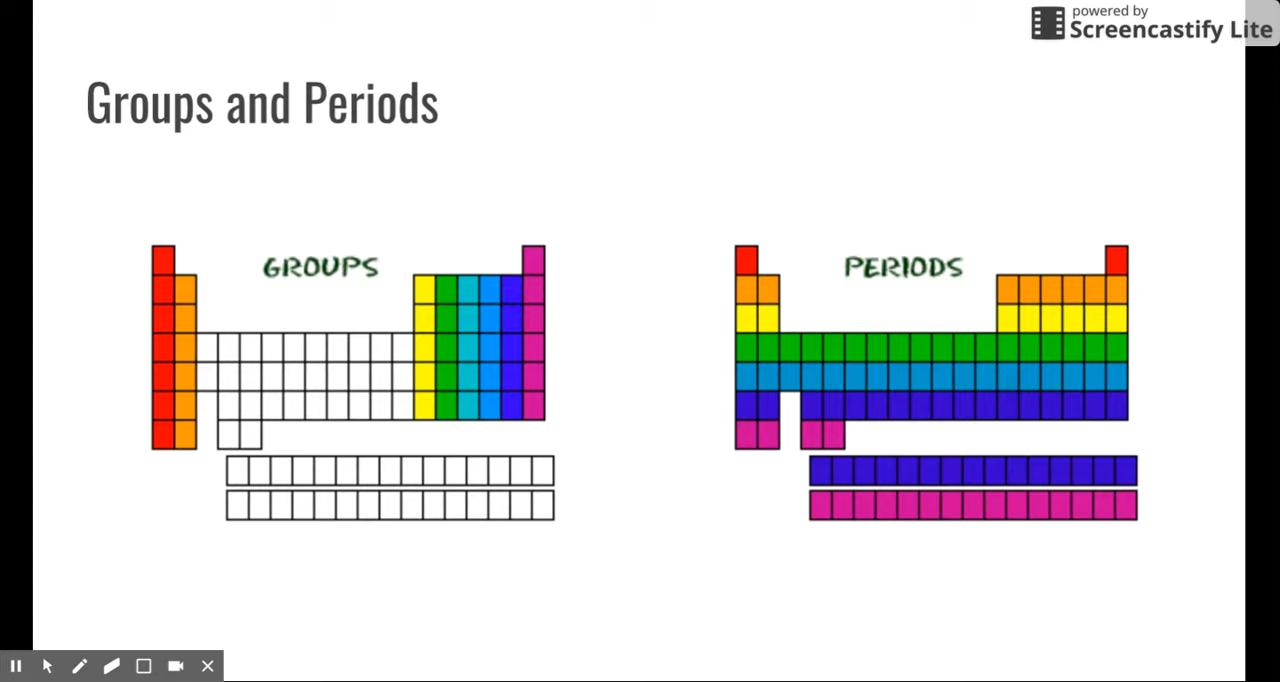 powered by
Screencastify Lite
Groups and Periods
GROUPS
PERIODS